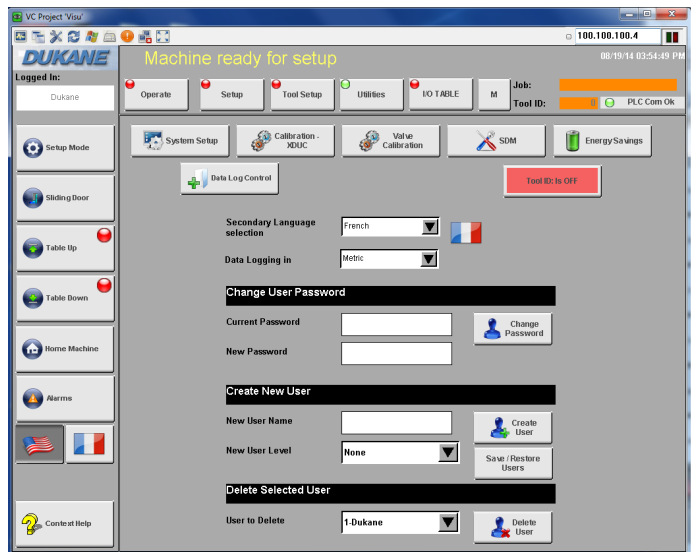 VC Project 'Visu'
100.100.100.4
DUKANE
Machine ready for setup
08/19/14 03:54:49 PM
Logged In:
Dukane
Operate
Setup
Tool Setup
Utilities
I/O TABLE
M
Job:
Tool ID:
0
PLC Com Ok
Setup Mode
Sliding Door
Table Up
Table Down
Home Machine
Alarms
Context Help
System Setup
Calibration -
XDUC
Valve
Calibration
SDM
Energy Savings
Data Log Control
Tool ID: Is OFF
Secondary Language
selection
French
Data Logging in
Metric
Change User Password
Current Password
Change
Password
New Password
Create New User
New User Name
Create
User
New User Level
None
Save / Restore
Users
Delete Selected User
User to Delete
1-Dukane
Delete
User